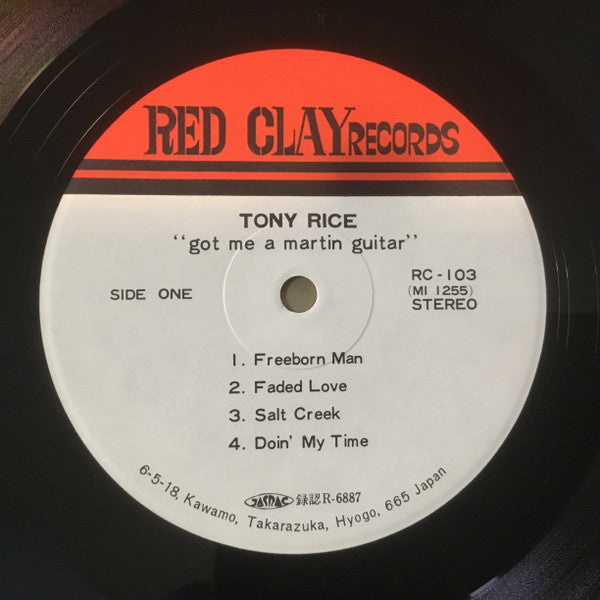 RED CLAY RECORDS
TONY RICE
“got me a martin guitar”
SIDE ONE
RC-103
(MI 1255)
STEREO
1. Freeborn Man
2. Faded Love
3. Salt Creek
4. Doin' My Time
JASRAC 録認R-6887
6-5-18, Kawamo, Takarazuka, Hyogo, 665 Japan